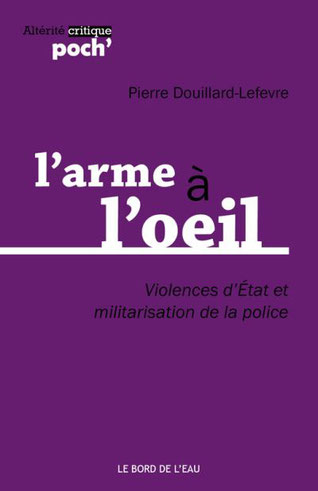 Altérité critique
poch'
Pierre Douillard-Lefevre
l'arme à
l'oeil
Violences d'État et
militarisation de la police
LE BORD DE L'EAU